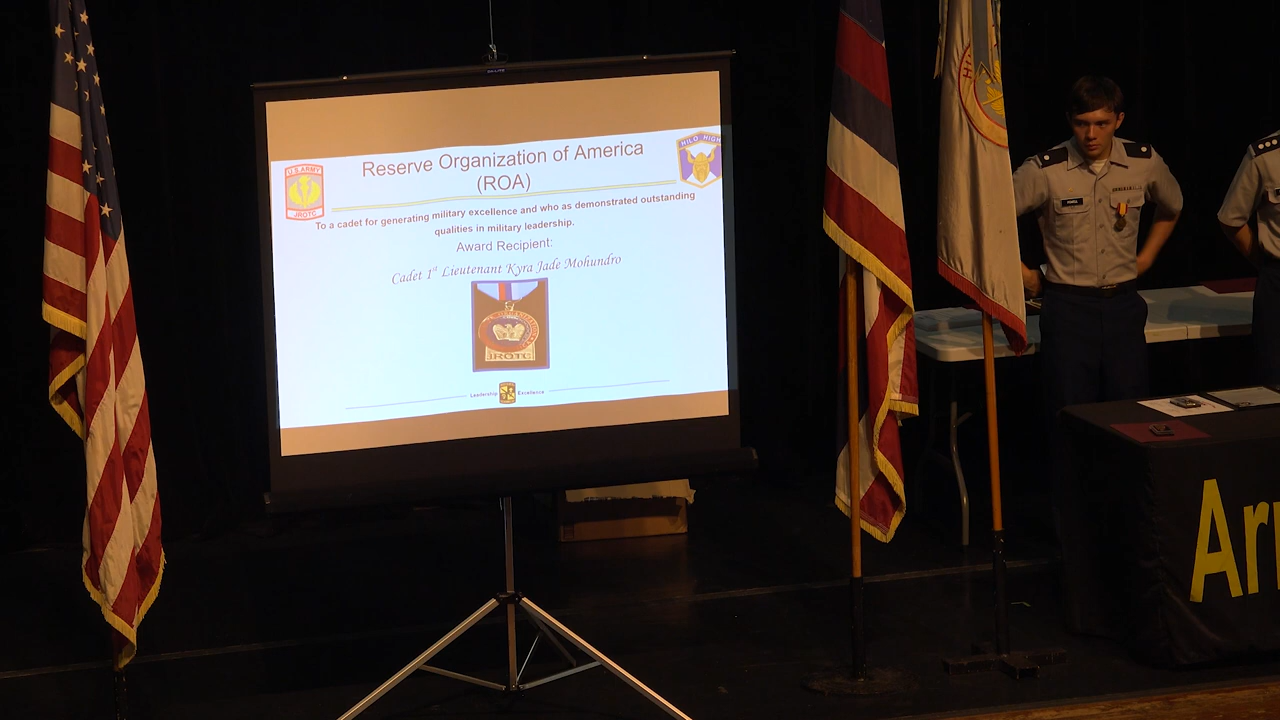 U.S. ARMY
JROTC
Reserve Organization of America
(ROA)
HILO HIGH
To a cadet for generating military excellence and who as demonstrated outstanding
qualities in military leadership.
Award Recipient:
Cadet 1st Lieutenant Kyra Jade Mohundro
JROTC
Leadership
Excellence
Ar